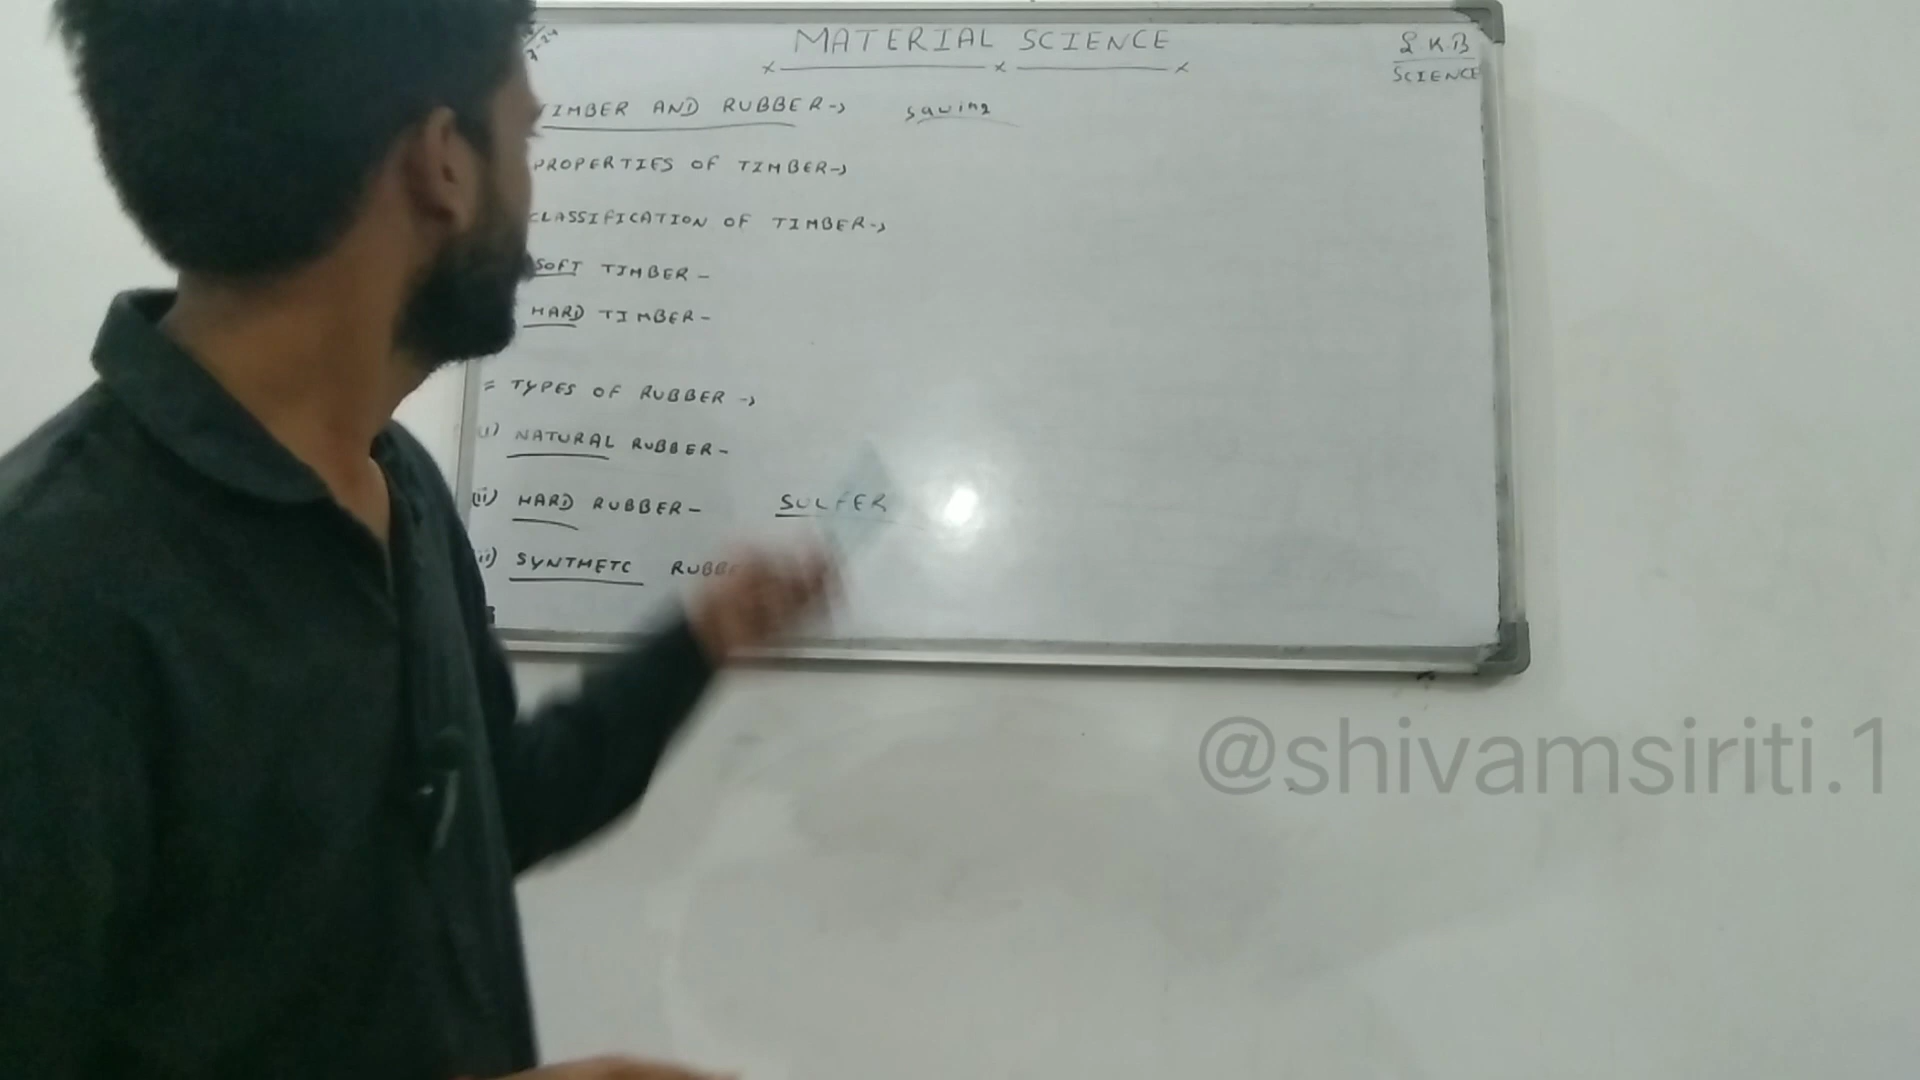 MATERIAL SCIENCE
S.K.B
SCIENCE
TIMBER AND RUBBER→ sawing
PROPERTIES OF TIMBER→
CLASSIFICATION OF TIMBER→
SOFT TIMBER -
HARD TIMBER -
= TYPES OF RUBBER →
(i) NATURAL RUBBER -
(ii) HARD RUBBER - SULFER
(iii) SYNTHETC RUBBE
@shivamsiriti.1